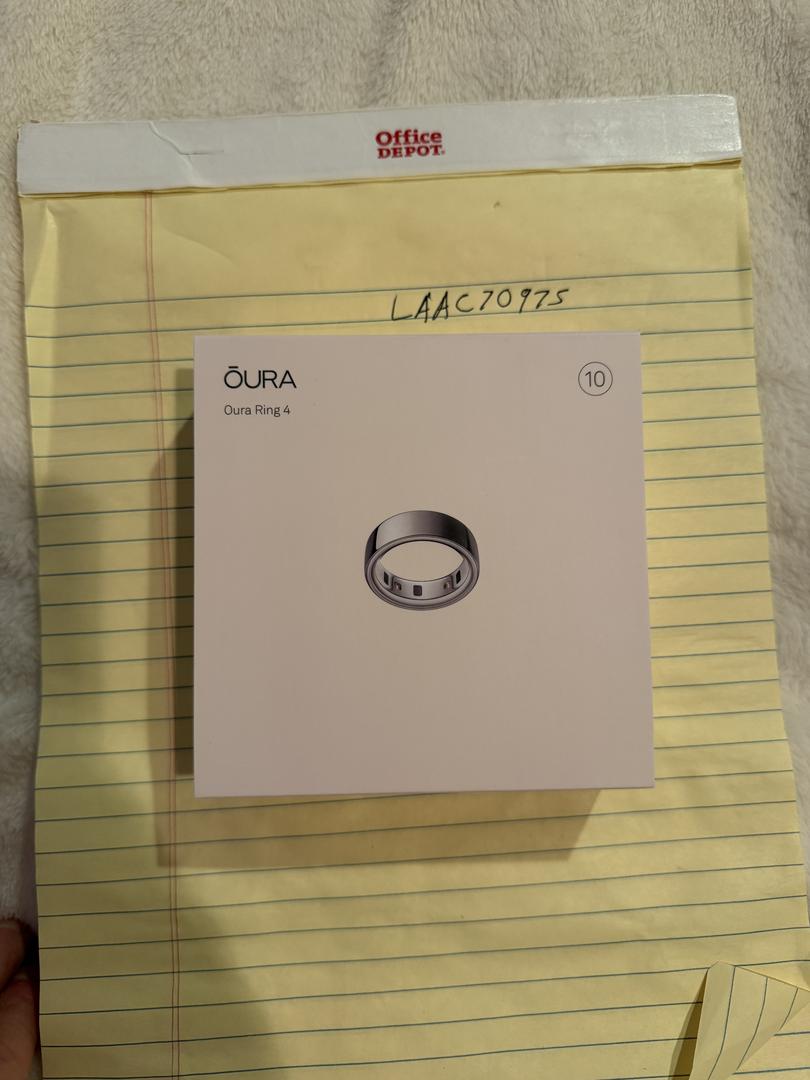 Office
DEPOT.
LAAC70975
ŌURA
10
Oura Ring 4